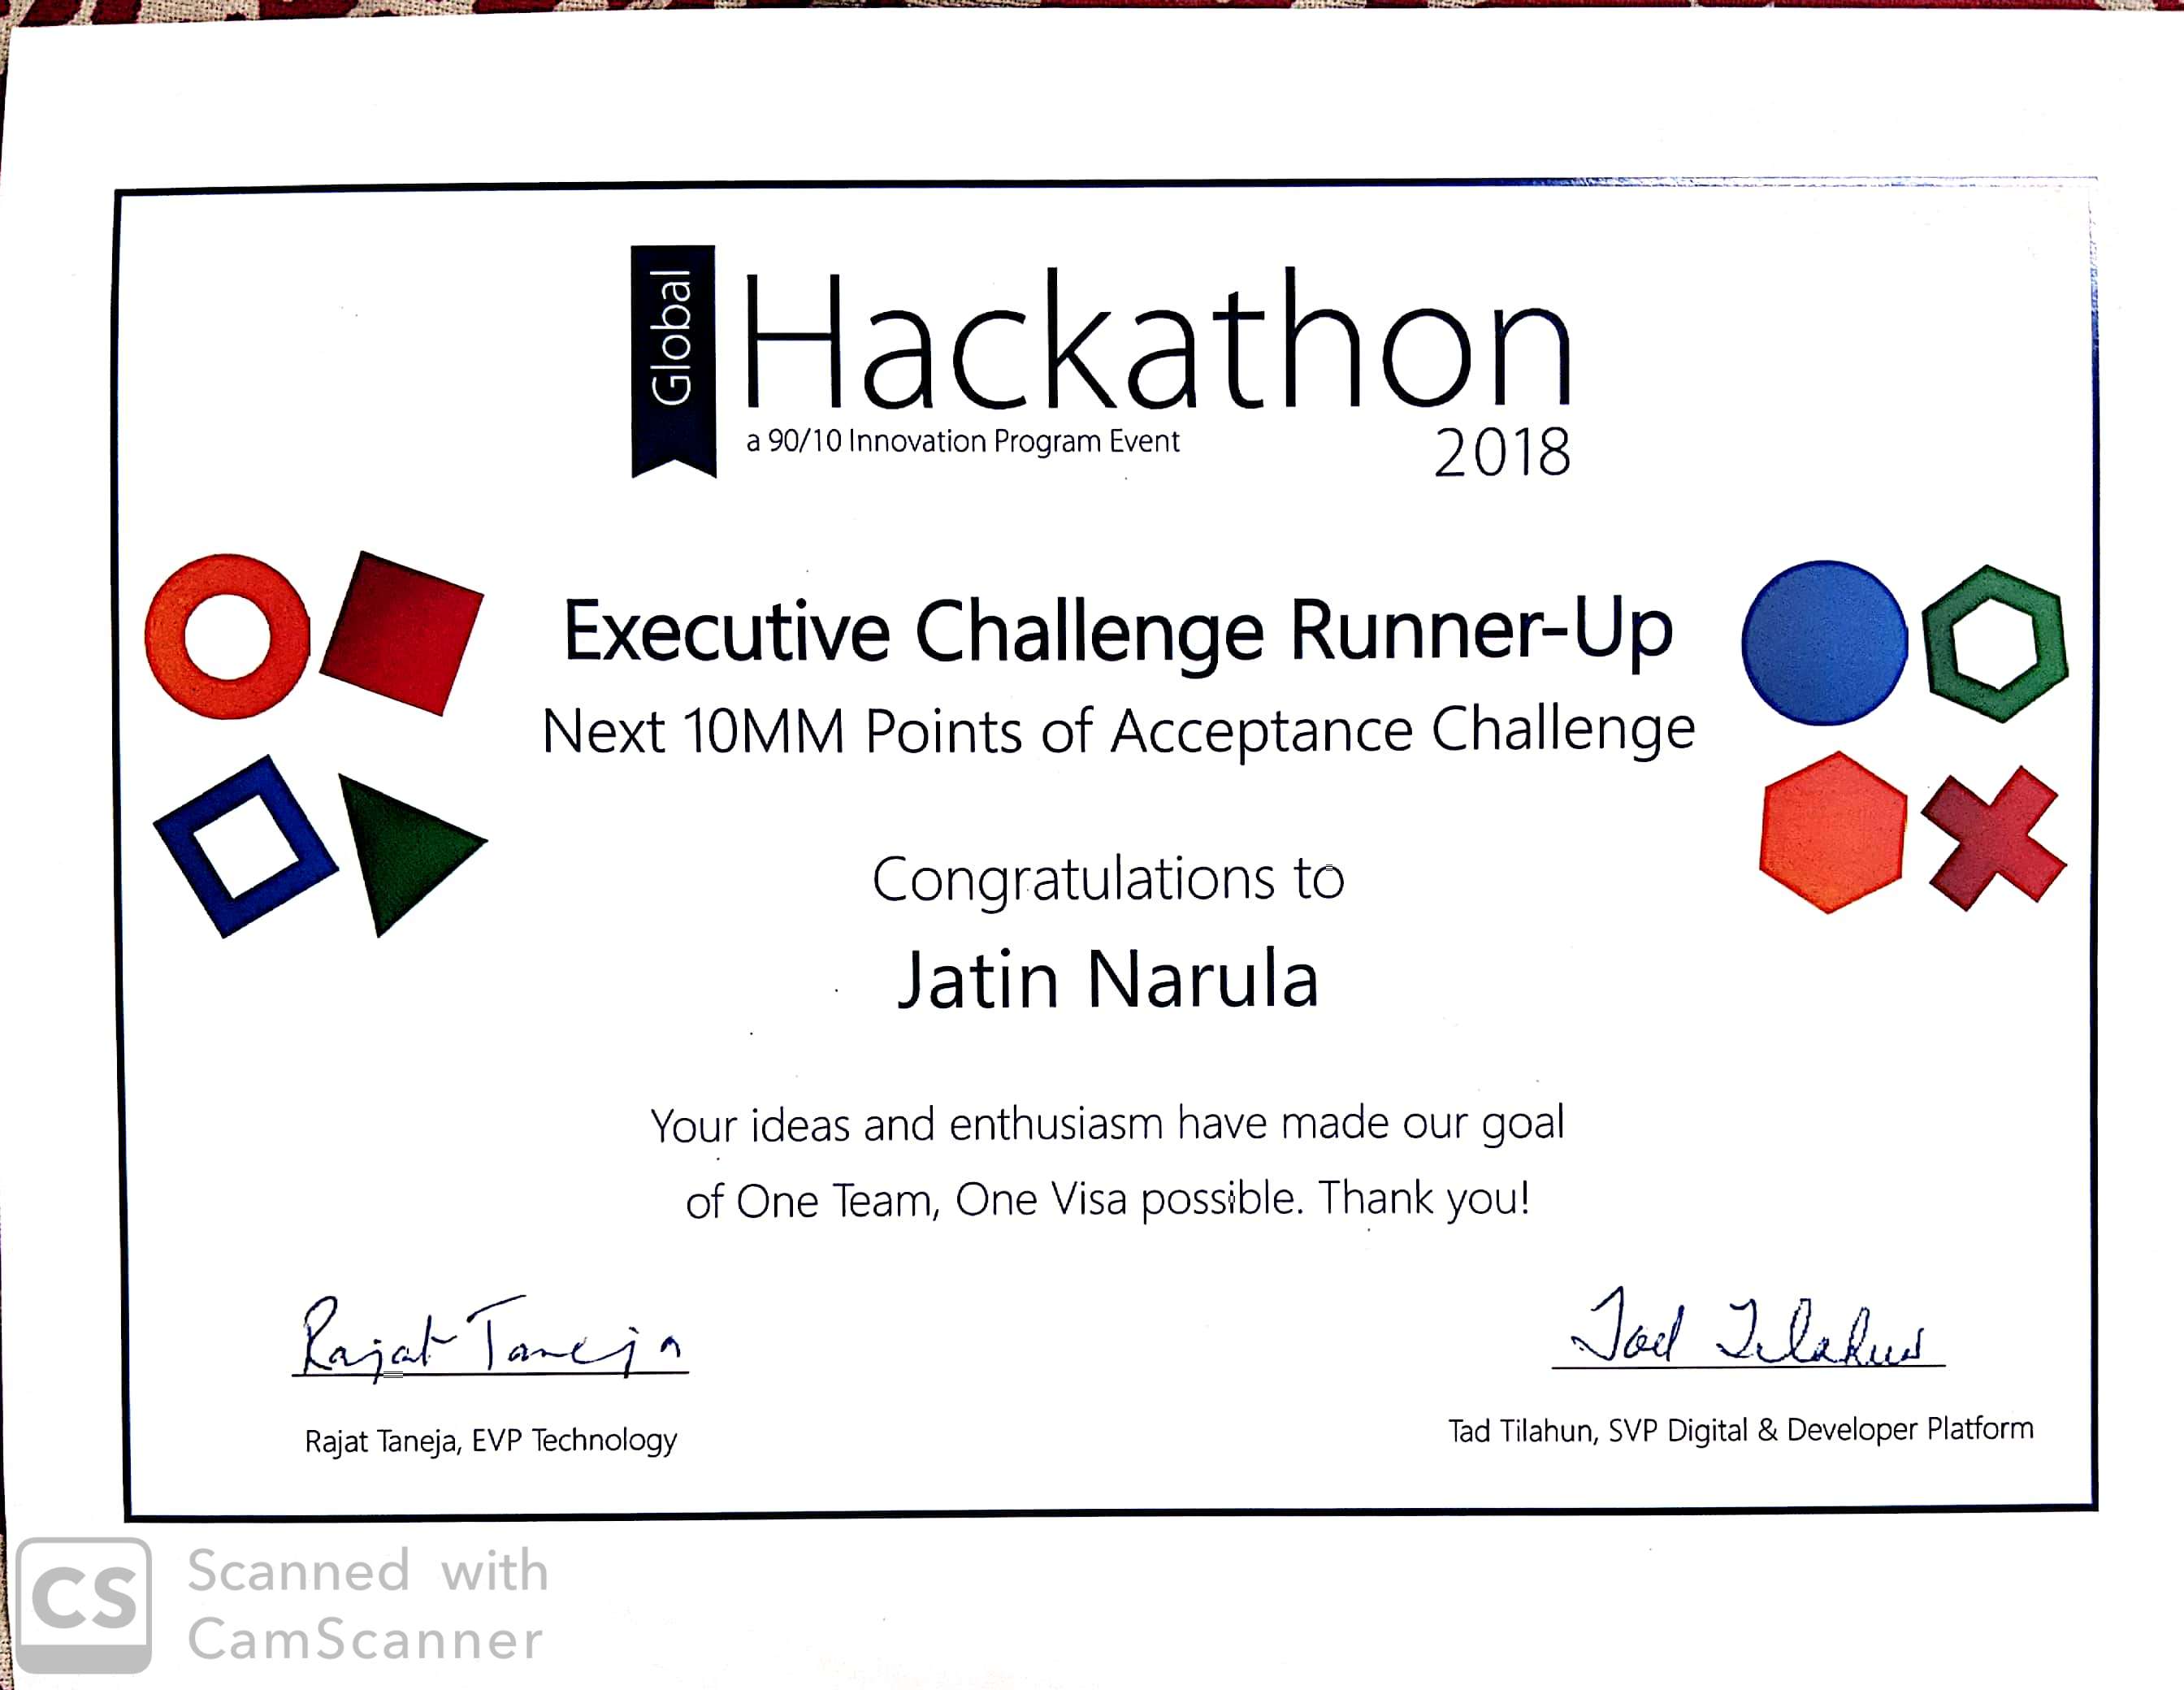 Global
Hackathon
a 90/10 Innovation Program Event
2018
Executive Challenge Runner-Up
Next 10MM Points of Acceptance Challenge
Congratulations to
Jatin Narula
Your ideas and enthusiasm have made our goal
of One Team, One Visa possible. Thank you!
Rajat Taneja
Tad Tilahun
Rajat Taneja, EVP Technology
Tad Tilahun, SVP Digital & Developer Platform
CS
Scanned with
CamScanner